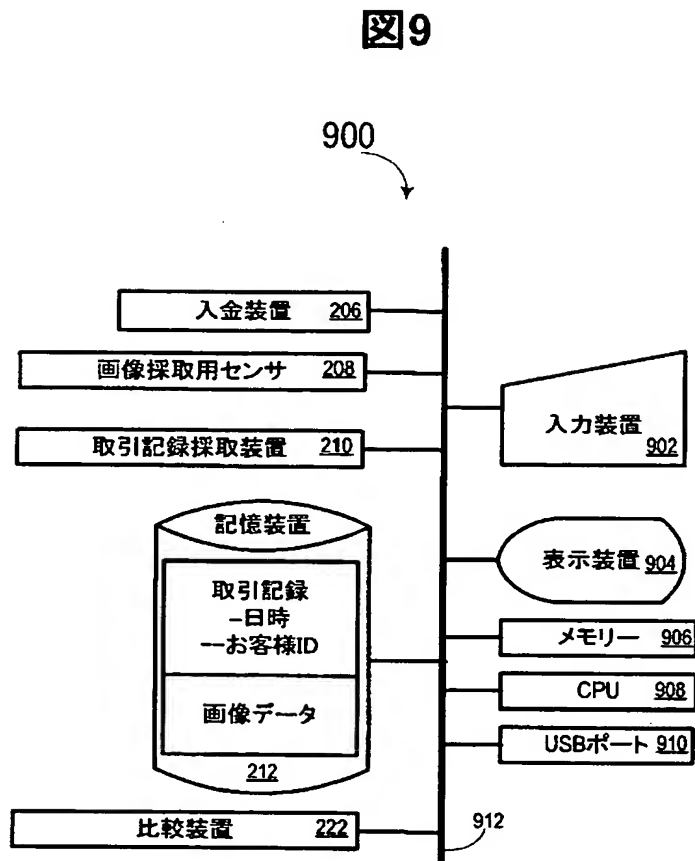 図9
900
入金装置 206
画像採取用センサ 208
取引記録採取装置 210
記憶装置
取引記録
-日時
--お客様ID
画像データ
212
比較装置 222
入力装置
902
表示装置 904
メモリー 906
CPU 908
USBポート 910
912